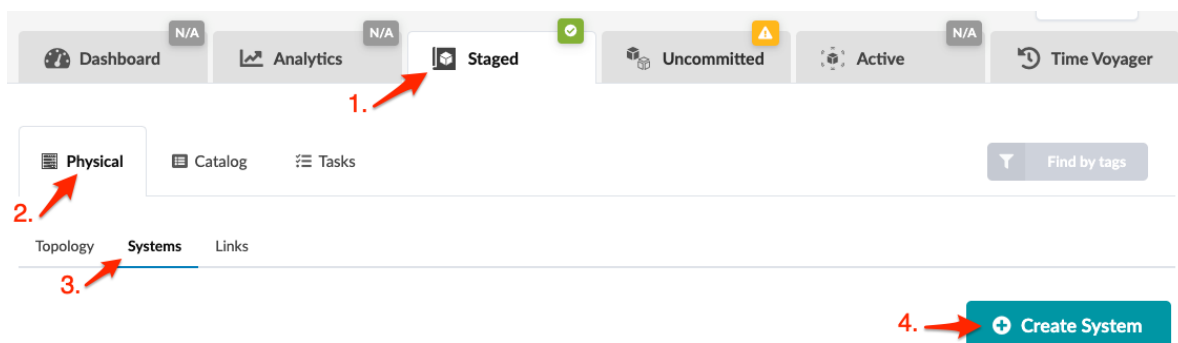 N/A N/A N/A
Dashboard Analytics Staged Uncommitted Active Time Voyager
1.
Physical Catalog Tasks Find by tags
2.
Topology Systems Links
3.
4. Create System